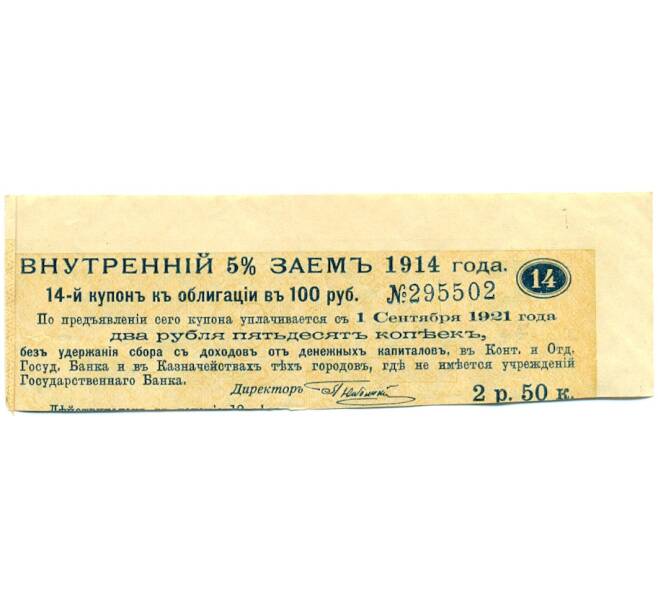 ВНУТРЕННІЙ 5% ЗАЕМЪ 1914 года.
14
14-й купонъ къ облигаціи въ 100 руб. №295502
По предъявленіи сего купона уплачивается съ 1 Сентября 1921 года
два рубля пятьдесятъ копѣекъ,
безъ удержанія сбора съ доходовъ отъ денежныхъ капиталовъ, въ Конт. и Отд.
Госуд. Банка и въ Казначействахъ тѣхъ городовъ, гдѣ не имѣется учрежденій
Государственнаго Банка.
Директоръ
2 р. 50 к.